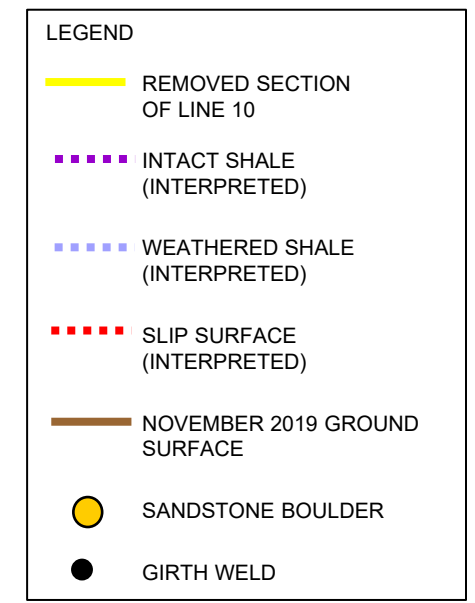 LEGEND
REMOVED SECTION
OF LINE 10
INTACT SHALE
(INTERPRETED)
WEATHERED SHALE
(INTERPRETED)
SLIP SURFACE
(INTERPRETED)
NOVEMBER 2019 GROUND
SURFACE
SANDSTONE BOULDER
GIRTH WELD